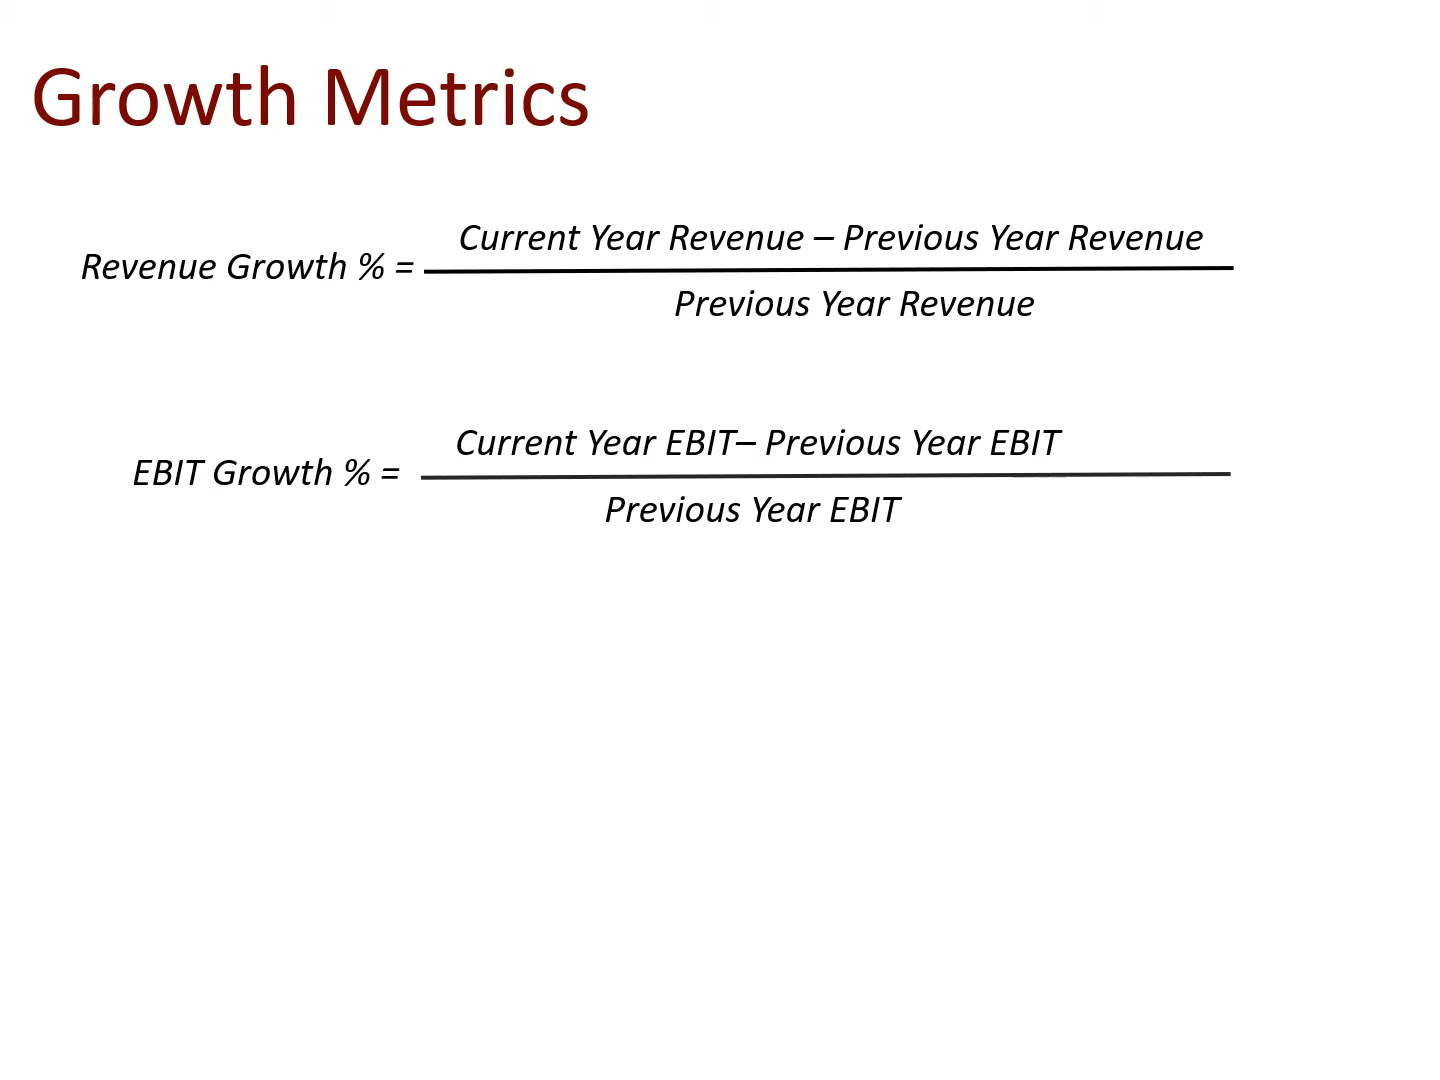 Growth Metrics
Current Year Revenue – Previous Year Revenue
Revenue Growth % =
Previous Year Revenue
Current Year EBIT– Previous Year EBIT
EBIT Growth % =
Previous Year EBIT